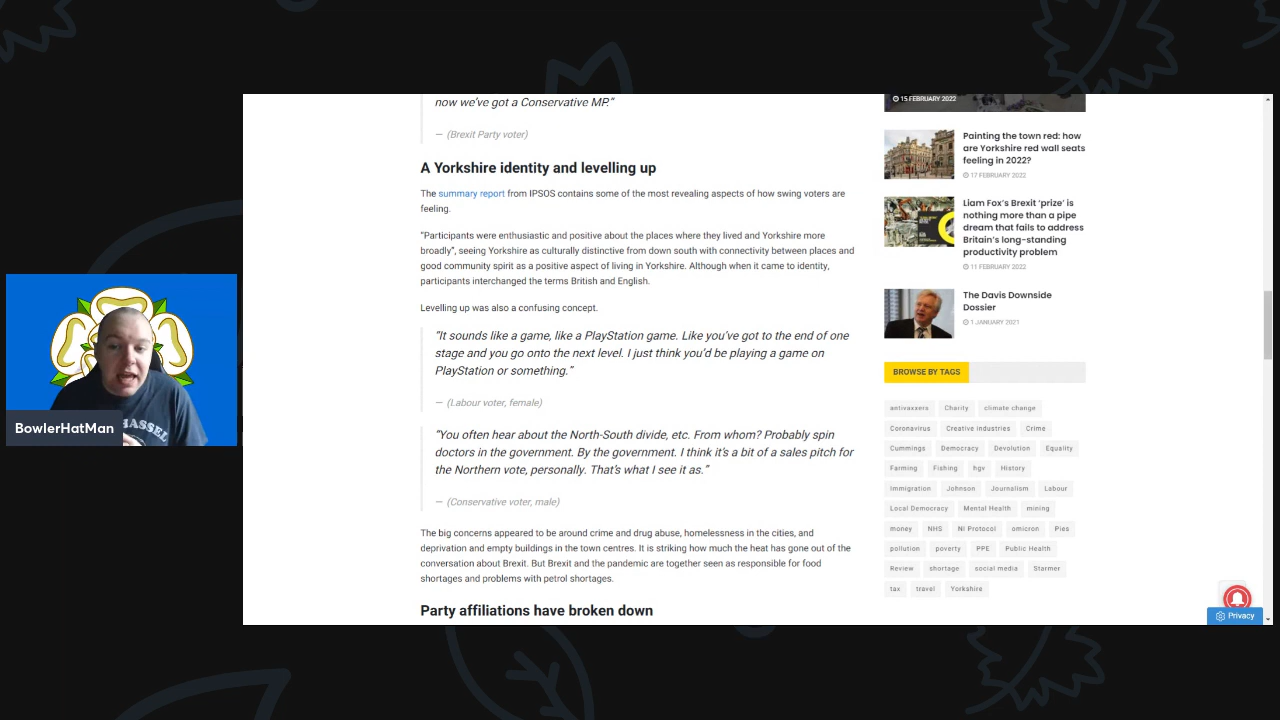 now we've got a Conservative MP."
— (Brexit Party voter)
A Yorkshire identity and levelling up
The summary report from IPSOS contains some of the most revealing aspects of how swing voters are
feeling.
"Participants were enthusiastic and positive about the places where they lived and Yorkshire more
broadly", seeing Yorkshire as culturally distinctive from down south with connectivity between places and
good community spirit as a positive aspect of living in Yorkshire. Although when it came to identity,
participants interchanged the terms British and English.
Levelling up was also a confusing concept.
"It sounds like a game, like a PlayStation game. Like you've got to the end of one
stage and you go onto the next level. I just think you'd be playing a game on
PlayStation or something."
— (Labour voter, female)
"You often hear about the North-South divide, etc. From whom? Probably spin
doctors in the government. By the government. I think it's a bit of a sales pitch for
the Northern vote, personally. That's what I see it as."
— (Conservative voter, male)
The big concerns appeared to be around crime and drug abuse, homelessness in the cities, and
deprivation and empty buildings in the town centres. It is striking how much the heat has gone out of the
conversation about Brexit. But Brexit and the pandemic are together seen as responsible for food
shortages and problems with petrol shortages.
Party affiliations have broken down
15 FEBRUARY 2022
Painting the town red: how
are Yorkshire red wall seats
feeling in 2022?
17 FEBRUARY 2022
Liam Fox's Brexit 'prize' is
nothing more than a pipe
dream that fails to address
Britain's long-standing
productivity problem
11 FEBRUARY 2022
The Davis Downside
Dossier
1 JANUARY 2021
BROWSE BY TAGS
antivaxxers Charity climate change
Coronavirus Creative industries Crime
Cummings Democracy Devolution Equality
Farming Fishing hgv History
Immigration Johnson Journalism Labour
Local Democracy Mental Health mining
money NHS NI Protocol omicron Pies
pollution poverty PPE Public Health
Review shortage social media Starmer
tax travel Yorkshire
Privacy
BowlerHatMan
HASSEL